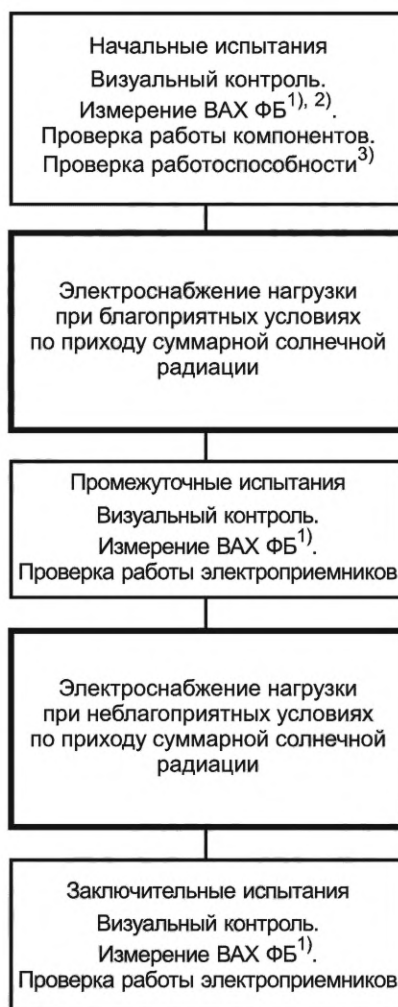 Начальные испытания
Визуальный контроль.
Измерение ВАХ ФБ1), 2).
Проверка работы компонентов.
Проверка работоспособности3)
Электроснабжение нагрузки
при благоприятных условиях
по приходу суммарной солнечной
радиации
Промежуточные испытания
Визуальный контроль.
Измерение ВАХ ФБ1).
Проверка работы электроприемников
Электроснабжение нагрузки
при неблагоприятных условиях
по приходу суммарной солнечной
радиации
Заключительные испытания
Визуальный контроль.
Измерение ВАХ ФБ1).
Проверка работы электроприемников